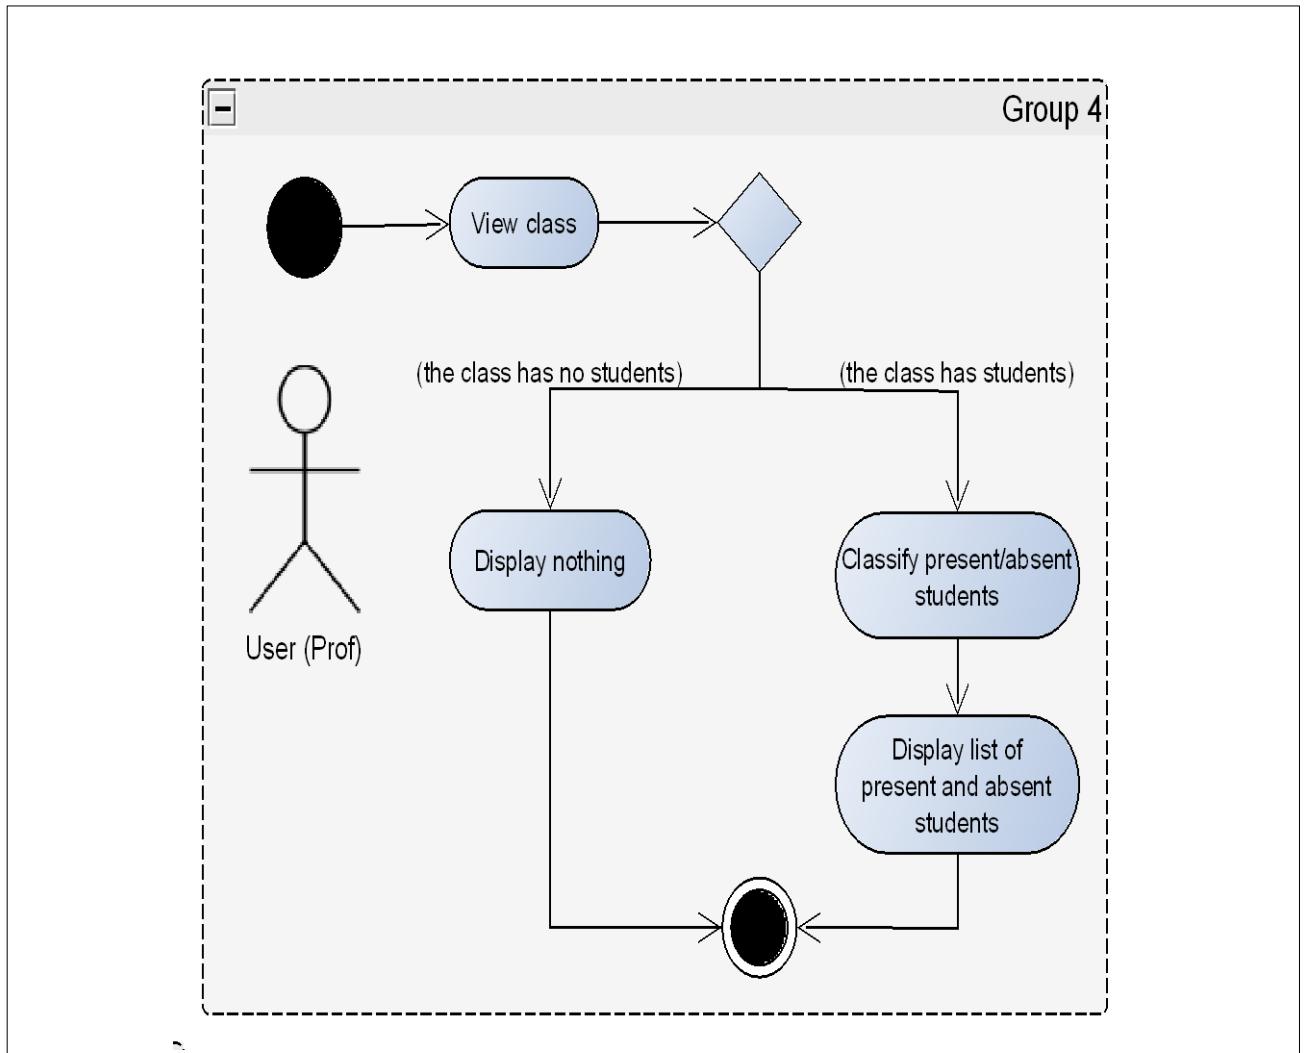 Group 4
View class
(the class has no students)
(the class has students)
Display nothing
Classify present/absent
students
User (Prof)
Display list of
present and absent
students